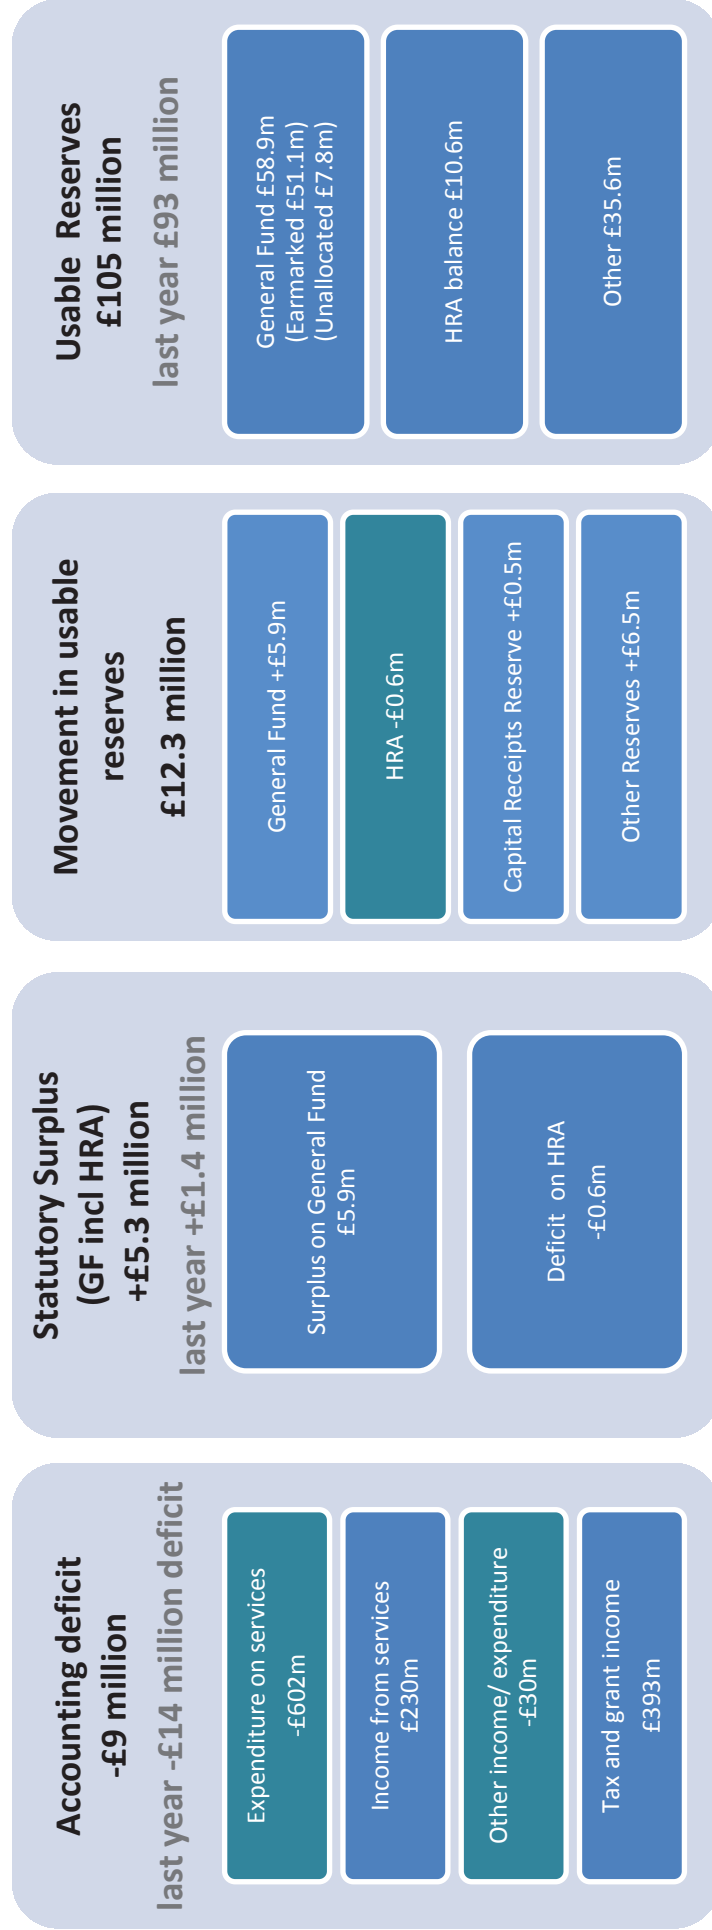 Accounting deficit
-£9 million
last year -£14 million deficit
Expenditure on services
-£602m
Income from services
£230m
Other income/ expenditure
-£30m
Tax and grant income
£393m
Statutory Surplus
(GF incl HRA)
+£5.3 million
last year +£1.4 million
Surplus on General Fund
£5.9m
Deficit on HRA
-£0.6m
Movement in usable
reserves
£12.3 million
General Fund +£5.9m
HRA -£0.6m
Capital Receipts Reserve +£0.5m
Other Reserves +£6.5m
Usable Reserves
£105 million
last year £93 million
General Fund £58.9m
(Earmarked £51.1m)
(Unallocated £7.8m)
HRA balance £10.6m
Other £35.6m